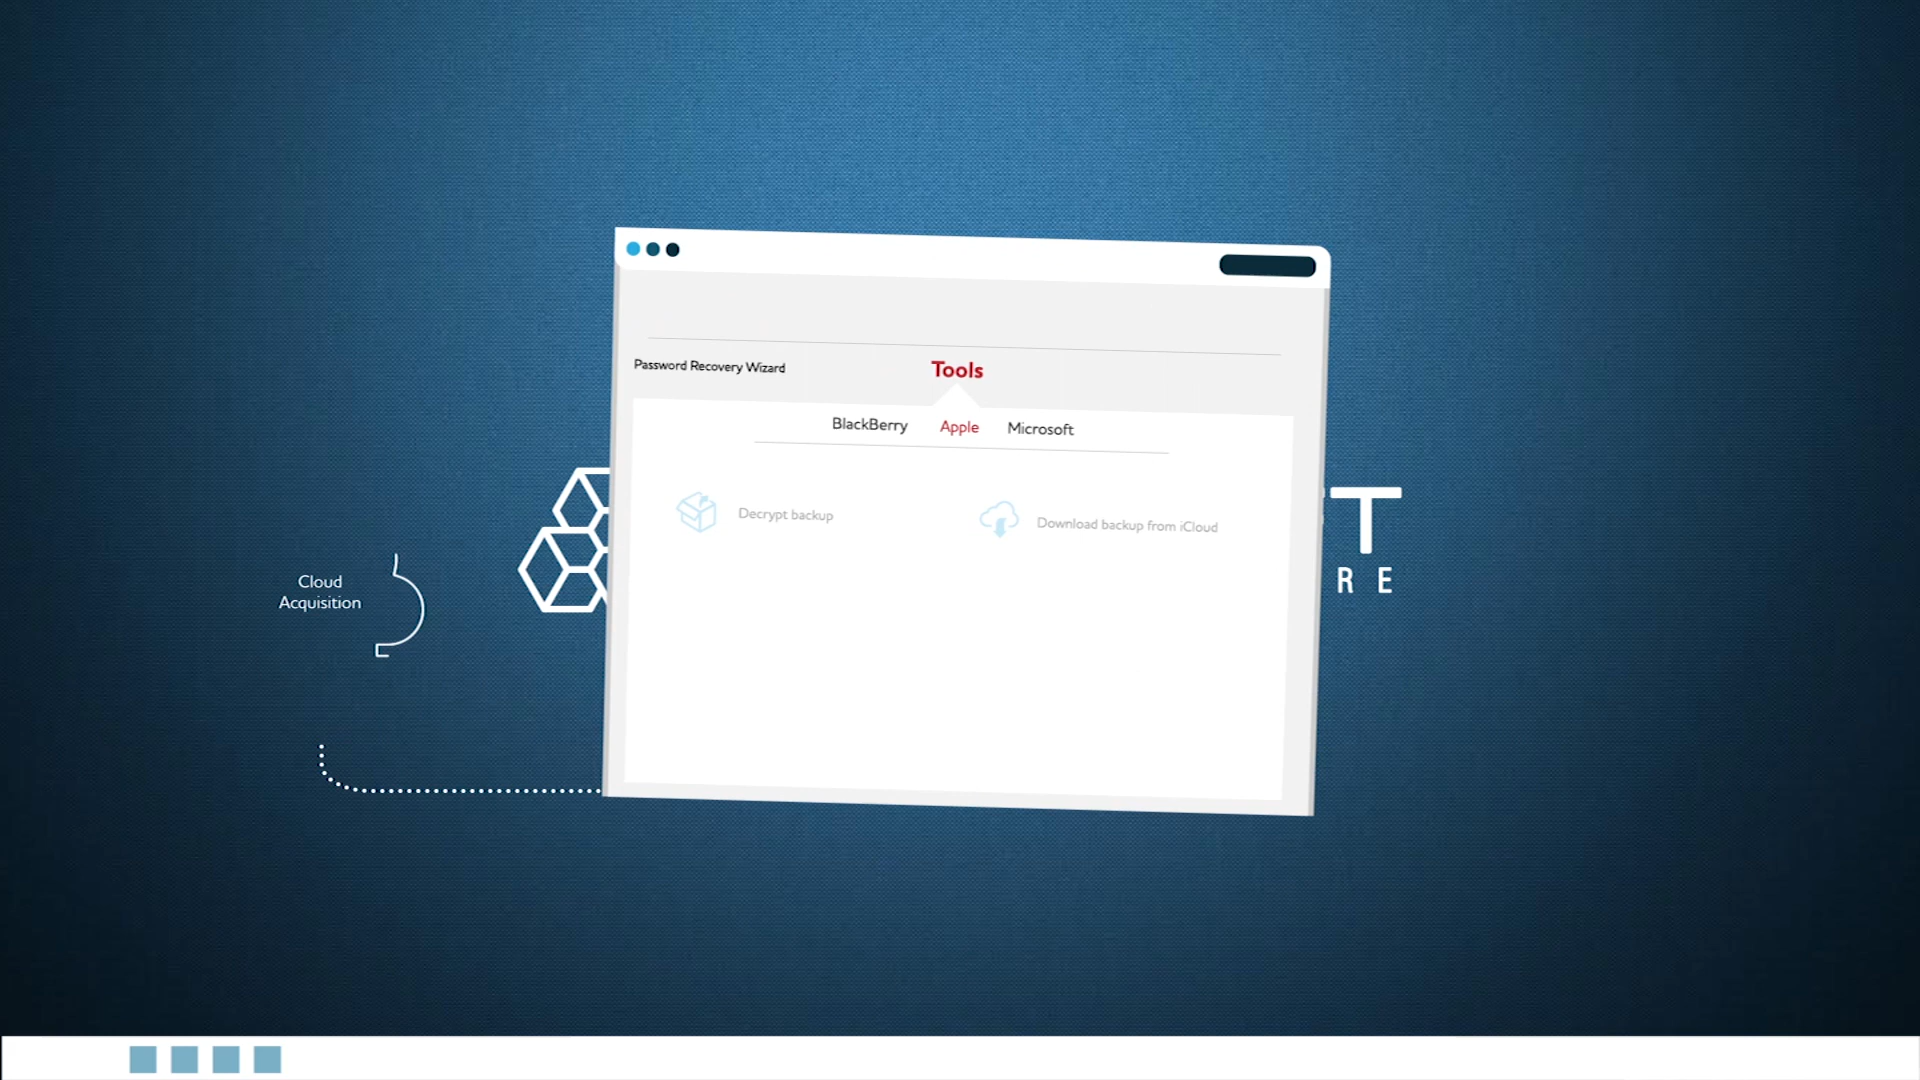 Password Recovery Wizard
Tools
BlackBerry Apple Microsoft
Decrypt backup
Download backup from iCloud
Cloud
Acquisition
T
R E